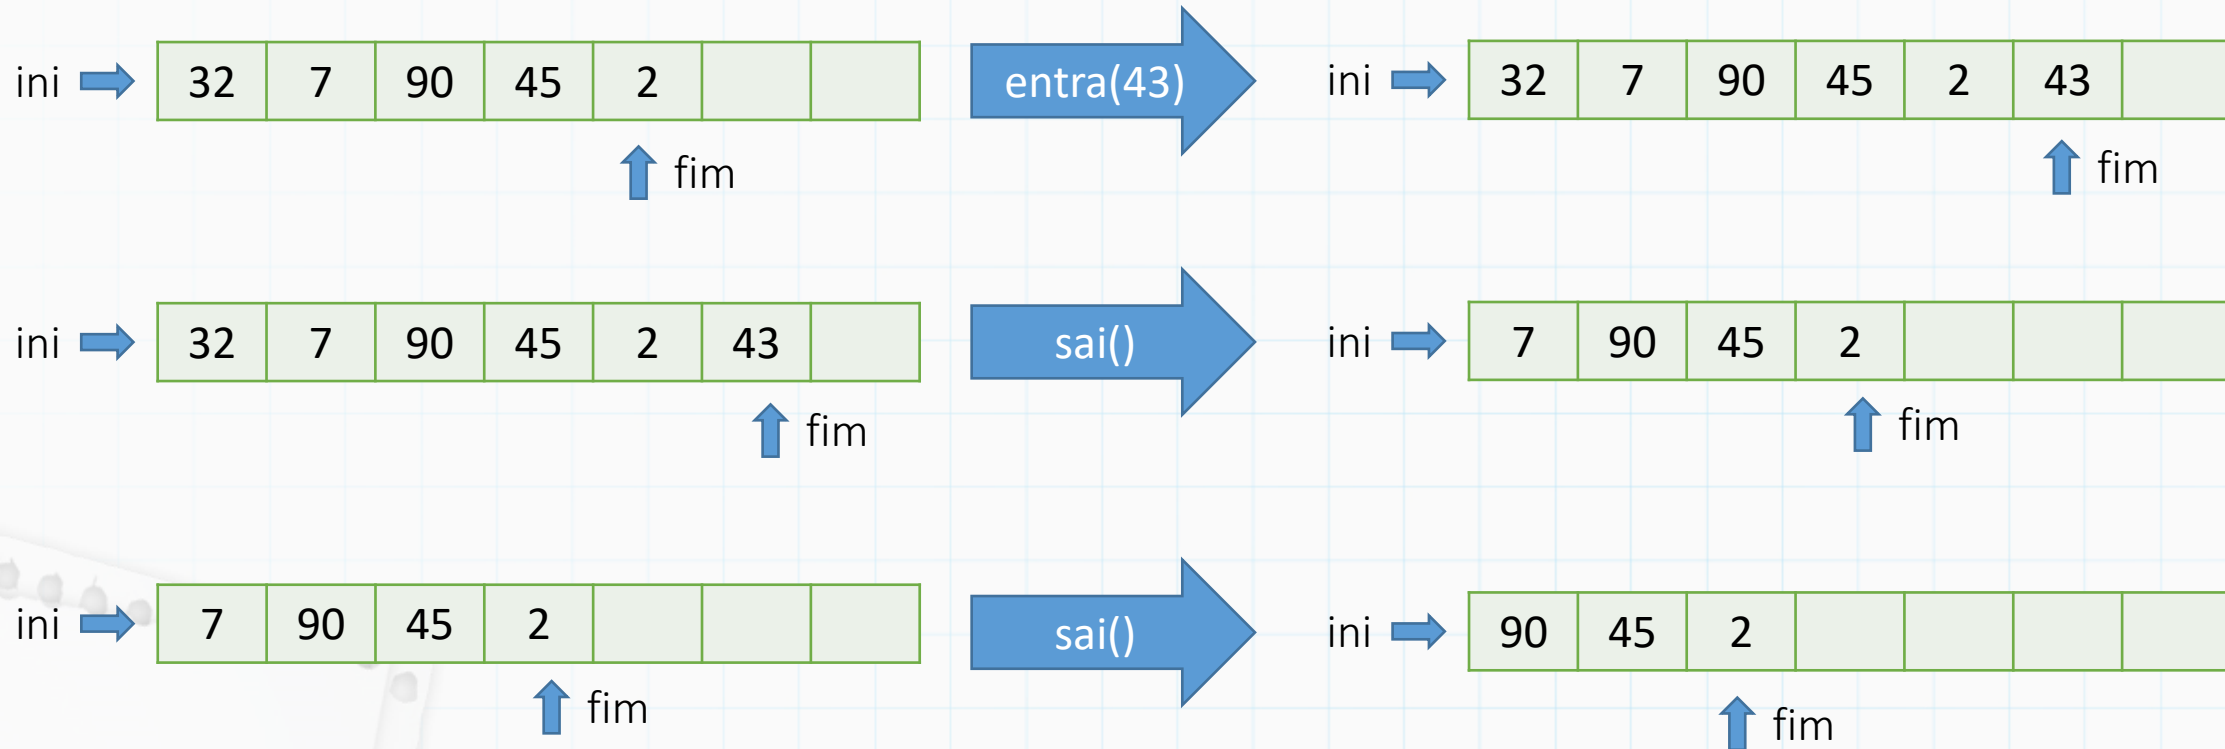 ini 32 7 90 45 2 entra(43) ini 32 7 90 45 2 43
fim fim
ini 32 7 90 45 2 43 sai() ini 7 90 45 2
fim fim
ini 7 90 45 2 sai() ini 90 45 2
fim fim